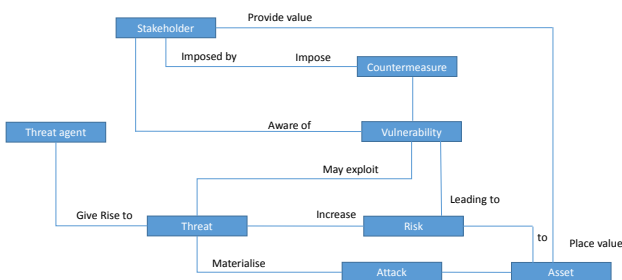 Provide value
Stakeholder
Imposed by
Impose
Countermeasure
Aware of
Threat agent
Vulnerability
May exploit
Leading to
Give Rise to
Increase
Threat
Risk
to
Place value
Materialise
Attack
Asset